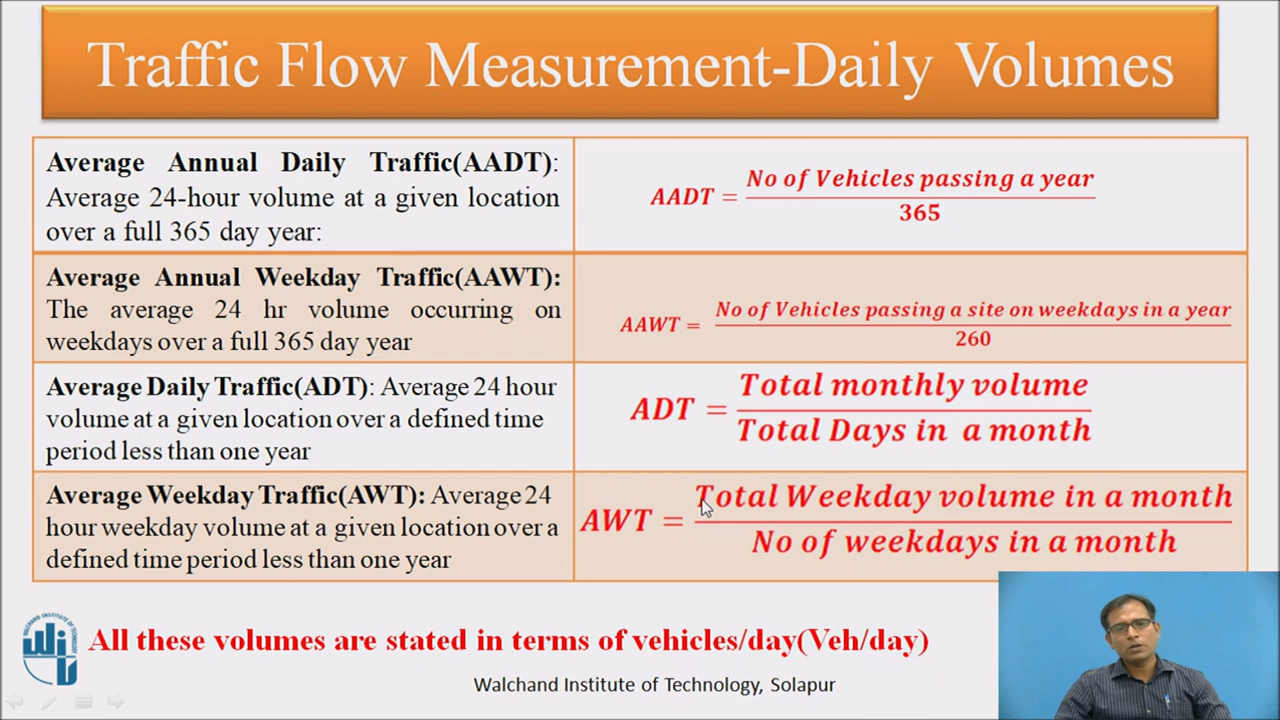 Traffic Flow Measurement-Daily Volumes
Average Annual Daily Traffic(AADT):
Average 24-hour volume at a given location
over a full 365 day year:
AADT = No of Vehicles passing a year
365
Average Annual Weekday Traffic(AAWT):
The average 24 hr volume occurring on
weekdays over a full 365 day year
AAWT = No of Vehicles passing a site on weekdays in a year
260
Average Daily Traffic(ADT): Average 24 hour
volume at a given location over a defined time
period less than one year
ADT = Total monthly volume
Total Days in a month
Average Weekday Traffic(AWT): Average 24
hour weekday volume at a given location over a
defined time period less than one year
AWT = Total Weekday volume in a month
No of weekdays in a month
WALCHAND INSTITUTE OF TECHNOLOGY
WIT
All these volumes are stated in terms of vehicles/day(Veh/day)
Walchand Institute of Technology, Solapur